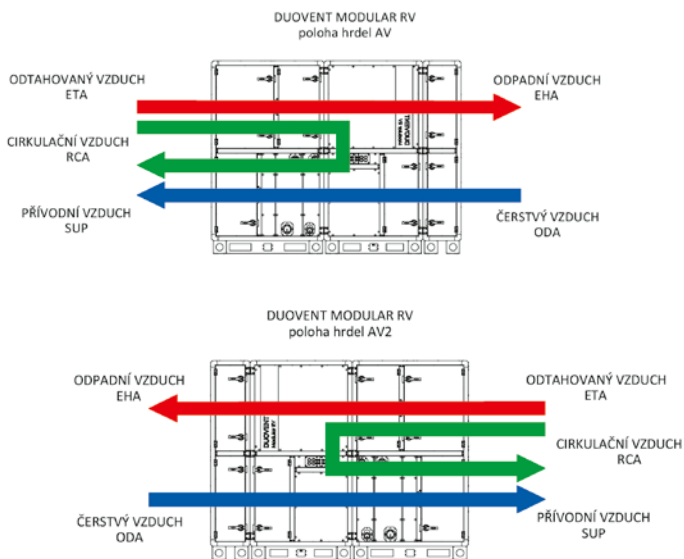 DUOVENT MODULAR RV
poloha hrdel AV
ODTAHOVANÝ VZDUCH
ETA
ODPADNÍ VZDUCH
EHA
CIRKULAČNÍ VZDUCH
RCA
PŘÍVODNÍ VZDUCH
SUP
ČERSTVÝ VZDUCH
ODA
DUOVENT MODULAR RV
poloha hrdel AV2
ODPADNÍ VZDUCH
EHA
ODTAHOVANÝ VZDUCH
ETA
DUOVENT
CIRKULAČNÍ VZDUCH
RCA
ČERSTVÝ VZDUCH
ODA
PŘÍVODNÍ VZDUCH
SUP